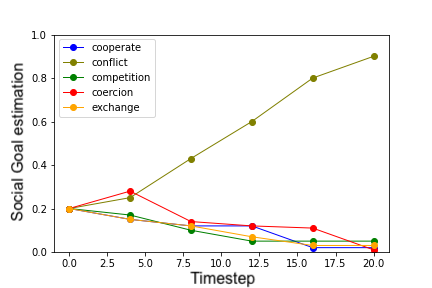 1.0
0.8
0.6
0.4
0.2
0.0
Social Goal estimation
cooperate
conflict
competition
coercion
exchange
0.0 2.5 5.0 7.5 10.0 12.5 15.0 17.5 20.0
Timestep